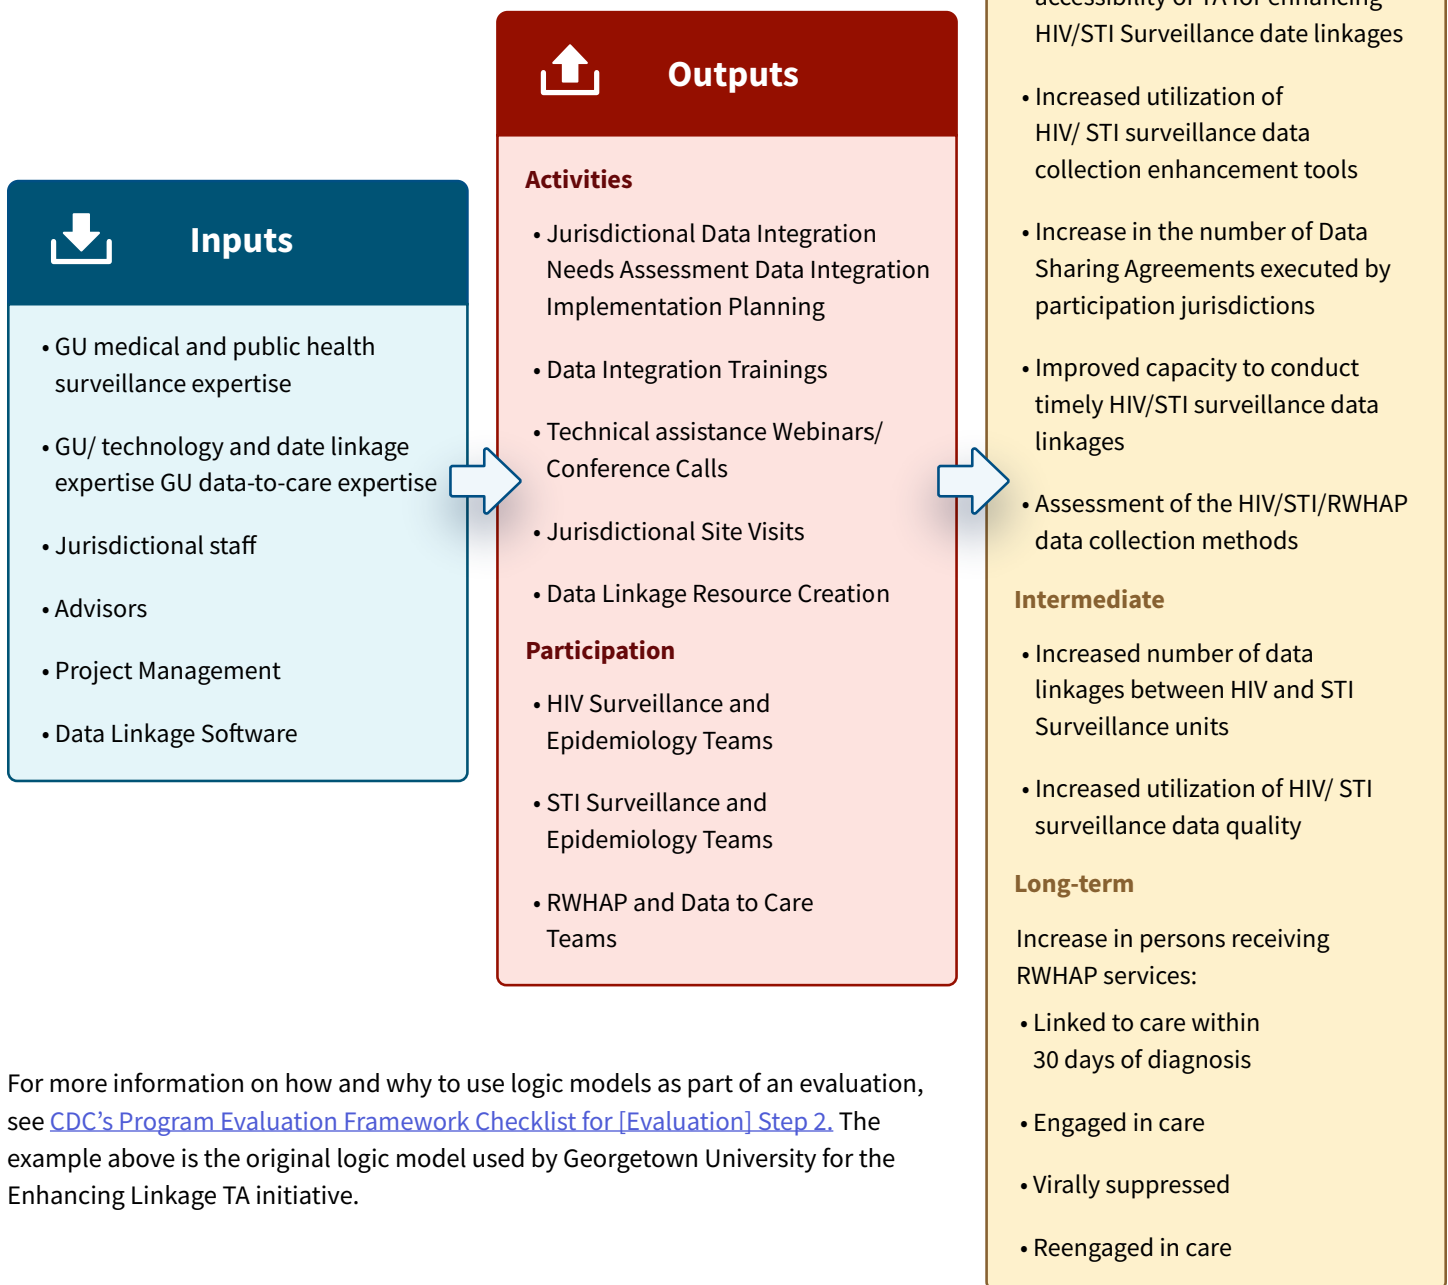 Inputs
• GU medical and public health
surveillance expertise
• GU/ technology and date linkage
expertise GU data-to-care expertise
• Jurisdictional staff
• Advisors
• Project Management
• Data Linkage Software
Outputs
Activities
• Jurisdictional Data Integration
Needs Assessment Data Integration
Implementation Planning
• Data Integration Trainings
• Technical assistance Webinars/
Conference Calls
• Jurisdictional Site Visits
• Data Linkage Resource Creation
Participation
• HIV Surveillance and
Epidemiology Teams
• STI Surveillance and
Epidemiology Teams
• RWHAP and Data to Care
Teams
accessibility of TA for enhancing
HIV/STI Surveillance date linkages
• Increased utilization of
HIV/ STI surveillance data
collection enhancement tools
• Increase in the number of Data
Sharing Agreements executed by
participation jurisdictions
• Improved capacity to conduct
timely HIV/STI surveillance data
linkages
• Assessment of the HIV/STI/RWHAP
data collection methods
Intermediate
• Increased number of data
linkages between HIV and STI
Surveillance units
• Increased utilization of HIV/ STI
surveillance data quality
Long-term
Increase in persons receiving
RWHAP services:
• Linked to care within
30 days of diagnosis
• Engaged in care
• Virally suppressed
• Reengaged in care
For more information on how and why to use logic models as part of an evaluation,
see CDC’s Program Evaluation Framework Checklist for [Evaluation] Step 2. The
example above is the original logic model used by Georgetown University for the
Enhancing Linkage TA initiative.